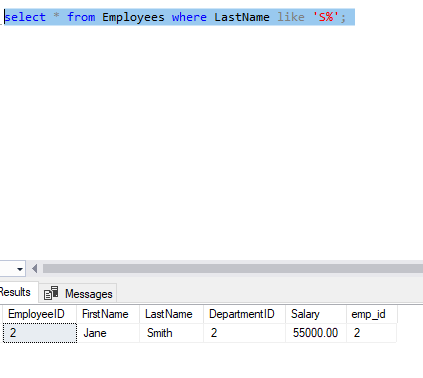 select * from Employees where LastName like 'S%';
Results Messages
EmployeeID FirstName LastName DepartmentID Salary emp_id
2 Jane Smith 2 55000.00 2